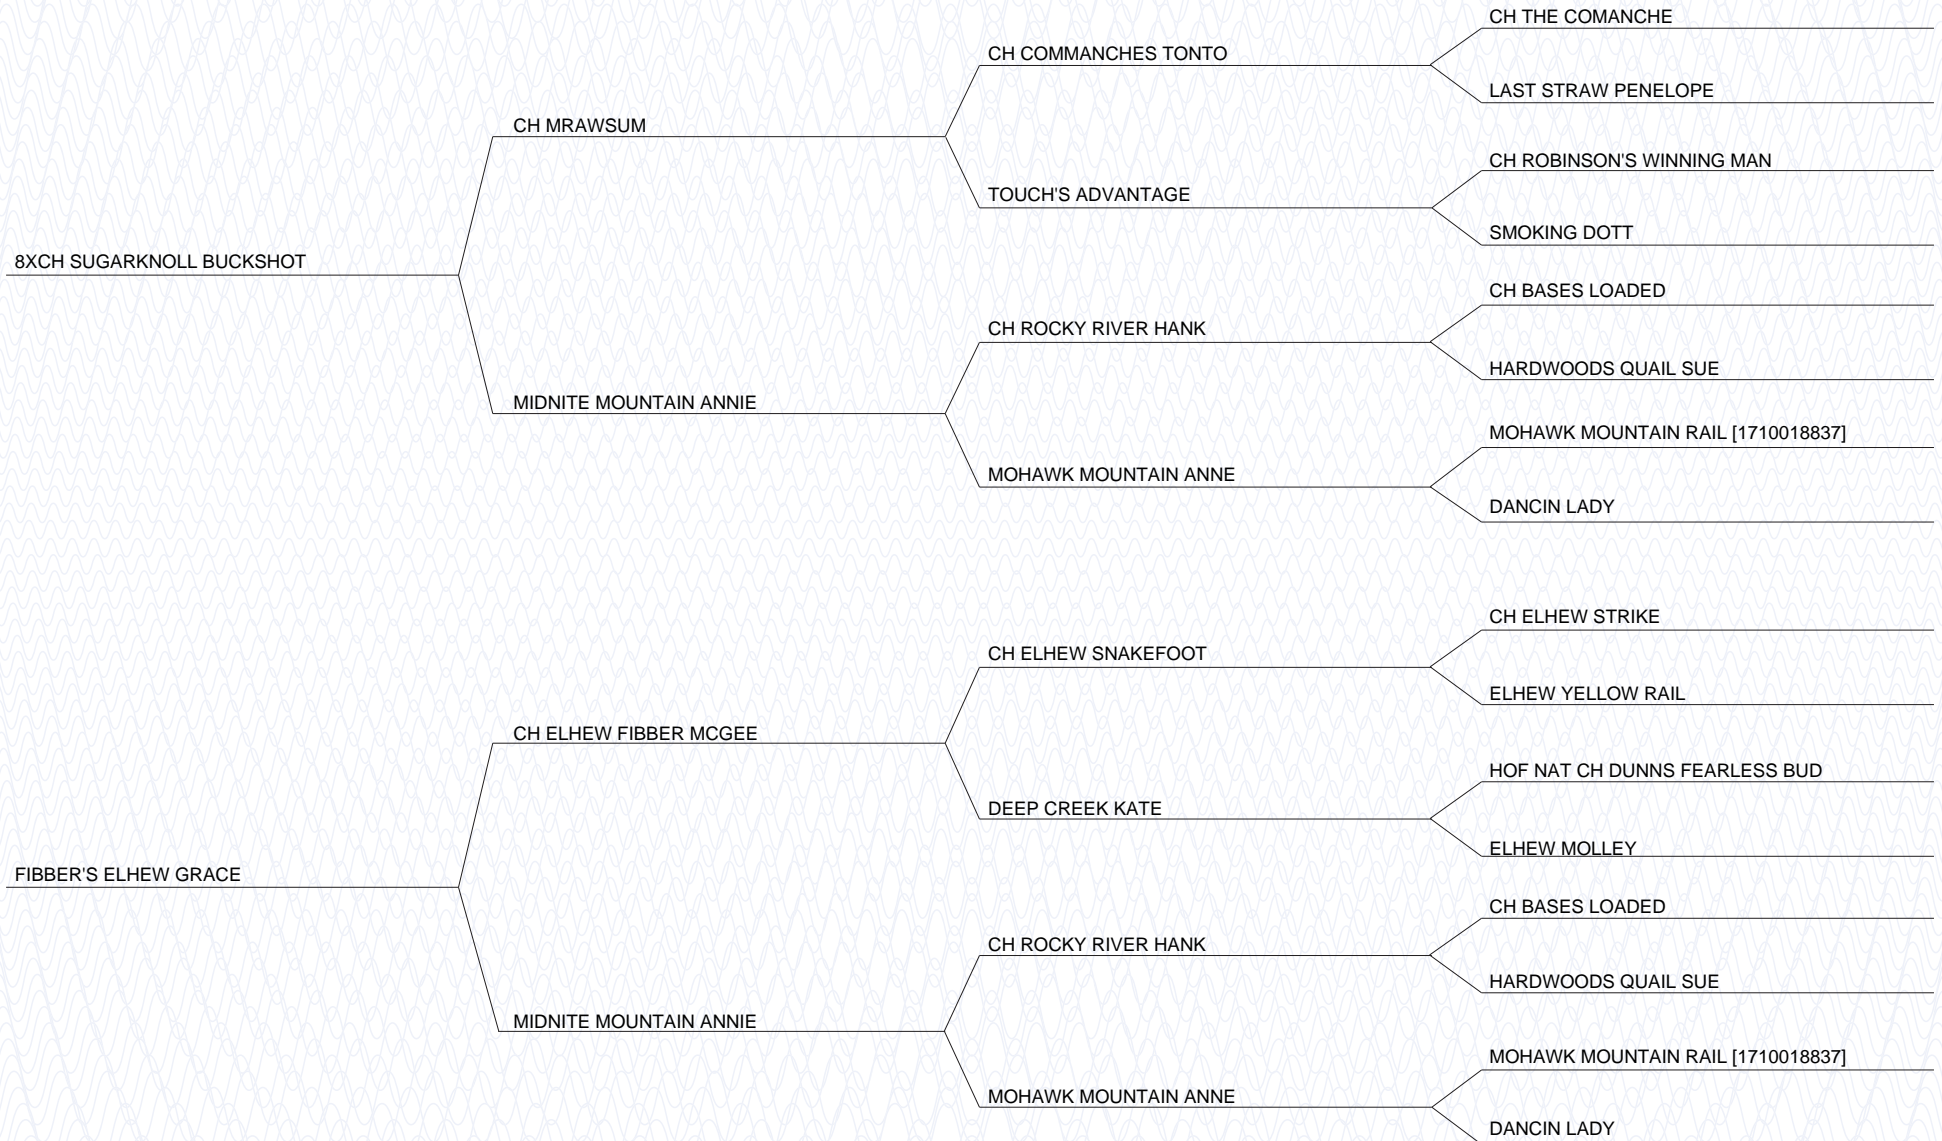 CH THE COMANCHE
CH COMMANCHES TONTO
LAST STRAW PENELOPE
CH MRAWSUM
CH ROBINSON'S WINNING MAN
TOUCH'S ADVANTAGE
SMOKING DOTT
8XCH SUGARKNOLL BUCKSHOT
CH BASES LOADED
CH ROCKY RIVER HANK
HARDWOODS QUAIL SUE
MIDNITE MOUNTAIN ANNIE
MOHAWK MOUNTAIN RAIL [1710018837]
MOHAWK MOUNTAIN ANNE
DANCIN LADY
CH ELHEW STRIKE
CH ELHEW SNAKEFOOT
ELHEW YELLOW RAIL
CH ELHEW FIBBER MCGEE
HOF NAT CH DUNNS FEARLESS BUD
DEEP CREEK KATE
ELHEW MOLLEY
FIBBER'S ELHEW GRACE
CH BASES LOADED
CH ROCKY RIVER HANK
HARDWOODS QUAIL SUE
MIDNITE MOUNTAIN ANNIE
MOHAWK MOUNTAIN RAIL [1710018837]
MOHAWK MOUNTAIN ANNE
DANCIN LADY